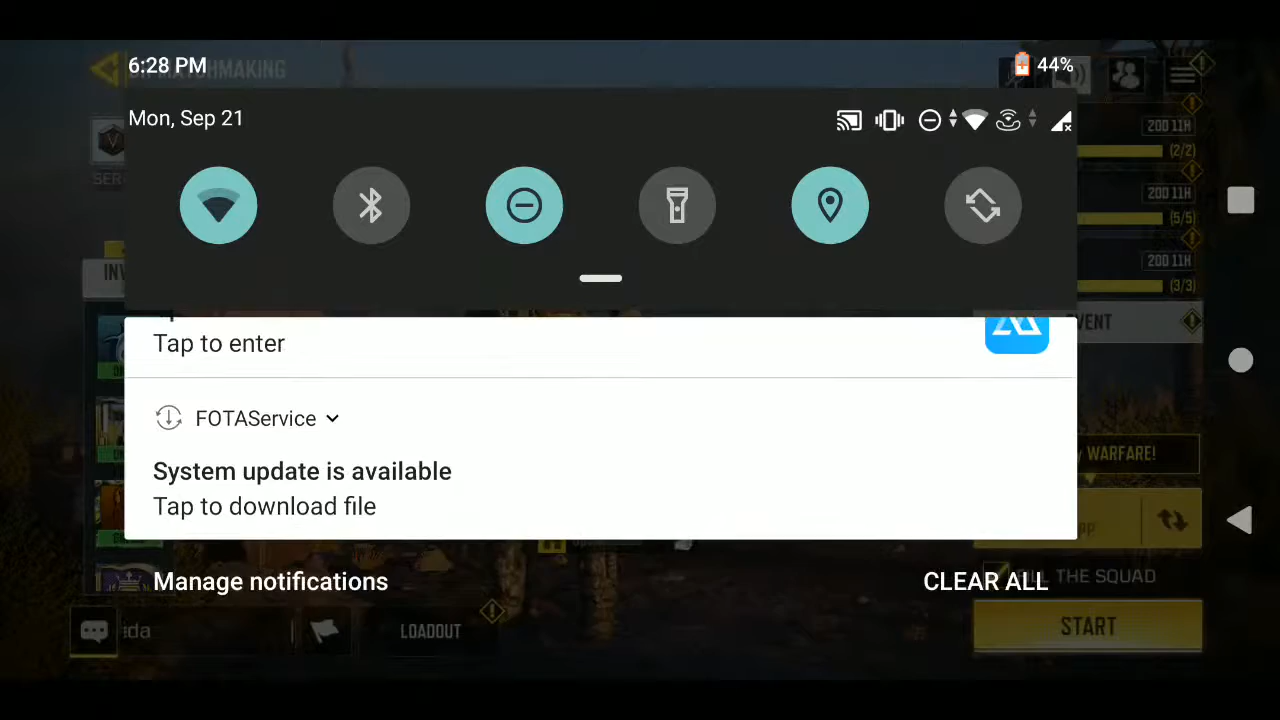 6:28 PM
MATCHMAKING
44%
Mon, Sep 21
200 11H
(2/2)
200 11H
(5/5)
200 11H
(3/3)
Tap to enter
FOTAService
System update is available
Tap to download file
WARFARE!
Manage notifications
CLEAR ALL
THE SQUAD
LOADOUT
START